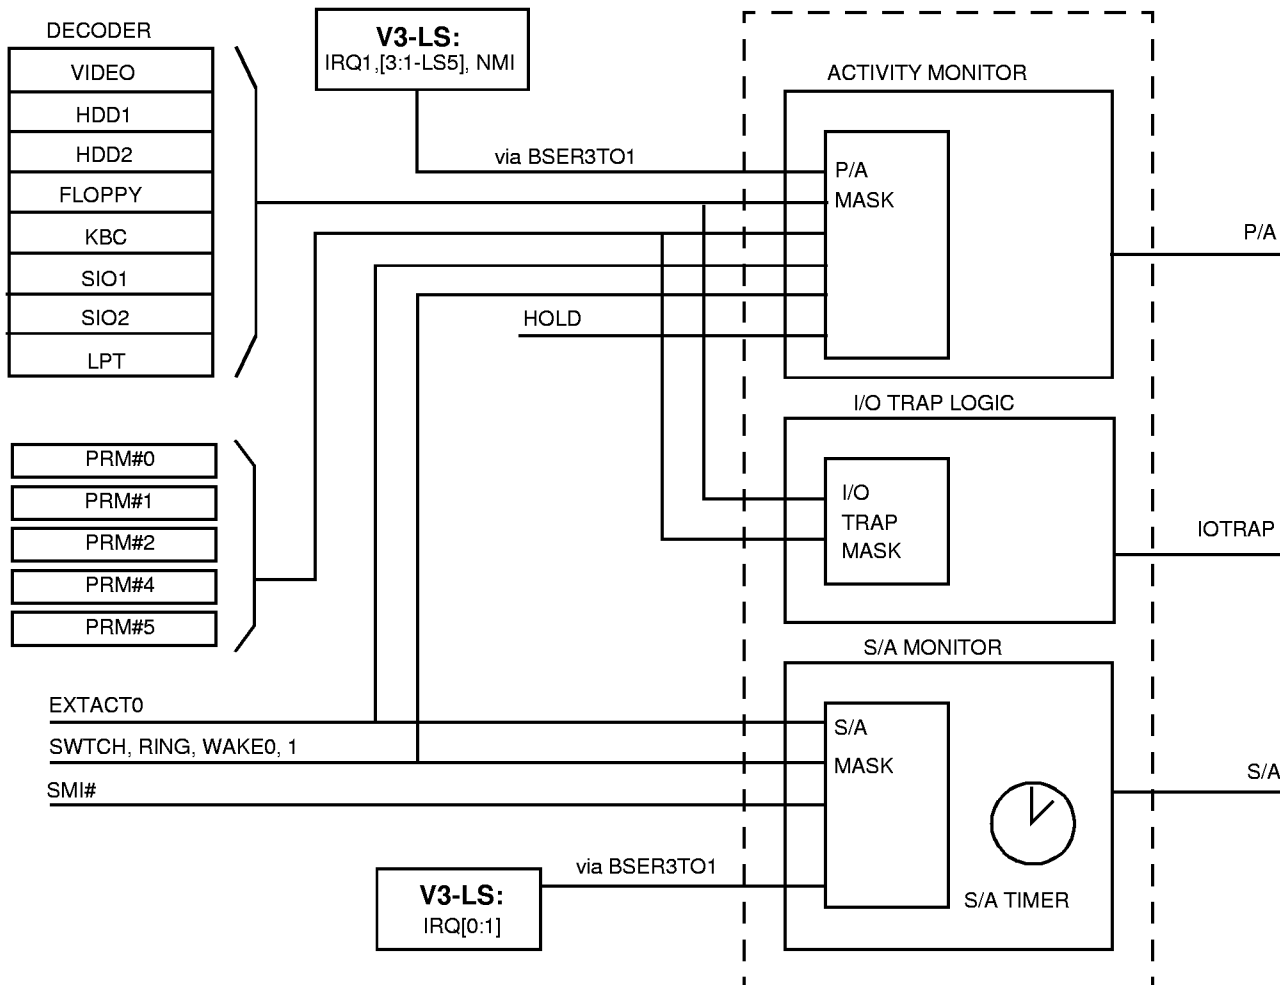 DECODER
VIDEO
HDD1
HDD2
FLOPPY
KBC
SIO1
SIO2
LPT
V3-LS:
IRQ1,[3:1-LS5], NMI
via BSER3TO1
HOLD
ACTIVITY MONITOR
P/A
MASK
P/A
I/O TRAP LOGIC
I/O
TRAP
MASK
IOTRAP
PRM#0
PRM#1
PRM#2
PRM#4
PRM#5
EXTACT0
SWTCH, RING, WAKE0, 1
SMI#
S/A MONITOR
S/A
MASK
S/A TIMER
S/A
via BSER3TO1
V3-LS:
IRQ[0:1]